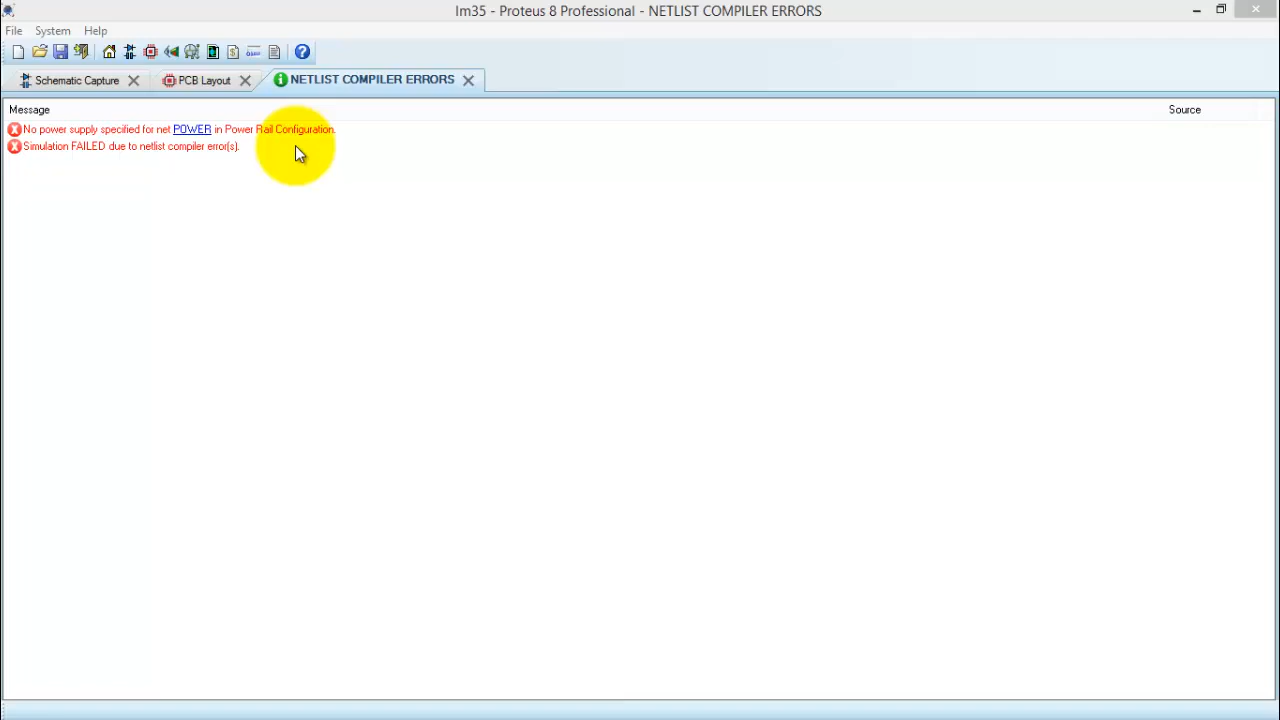 lm35 - Proteus 8 Professional - NETLIST COMPILER ERRORS
File System Help
Schematic Capture PCB Layout NETLIST COMPILER ERRORS
Message Source
No power supply specified for net POWER in Power Rail Configuration.
Simulation FAILED due to netlist compiler error(s).